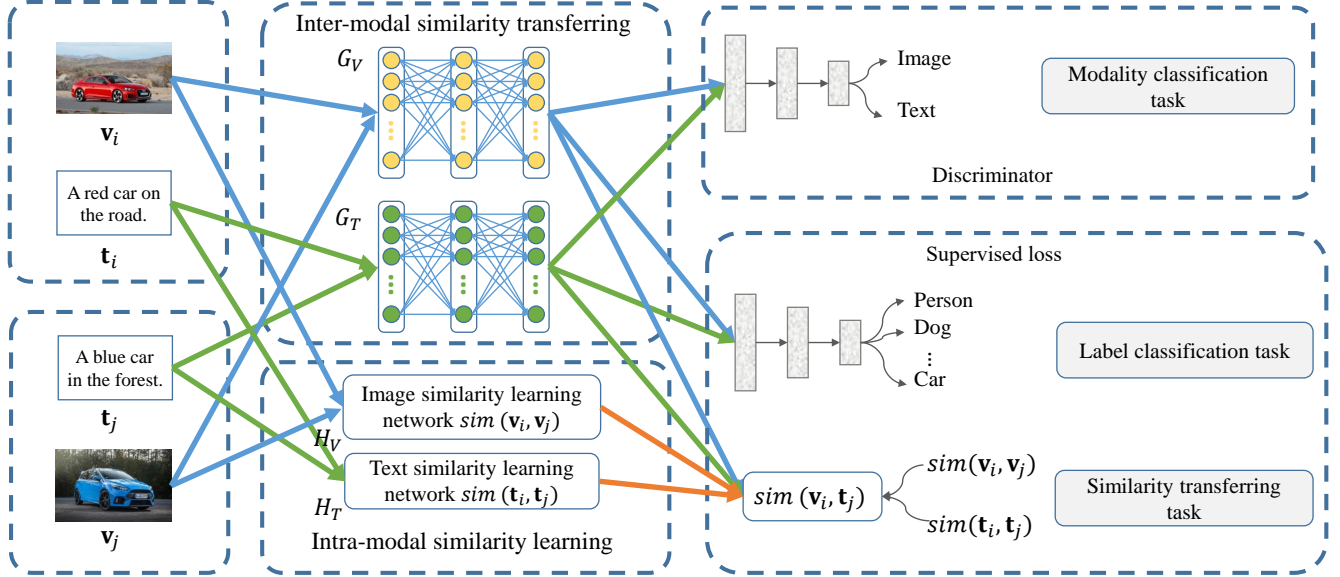 v_i
A red car on
the road.
t_i
A blue car
in the forest.
t_j
v_j
Inter-modal similarity transferring
G_V
G_T
Image similarity learning
network sim (v_i, v_j)
H_V
Text similarity learning
network sim (t_i, t_j)
H_T
Intra-modal similarity learning
Image
Text
Modality classification
task
Discriminator
Supervised loss
Person
Dog
...
Car
Label classification task
sim (v_i, t_j)
sim(v_i, v_j)
sim(t_i, t_j)
Similarity transferring
task